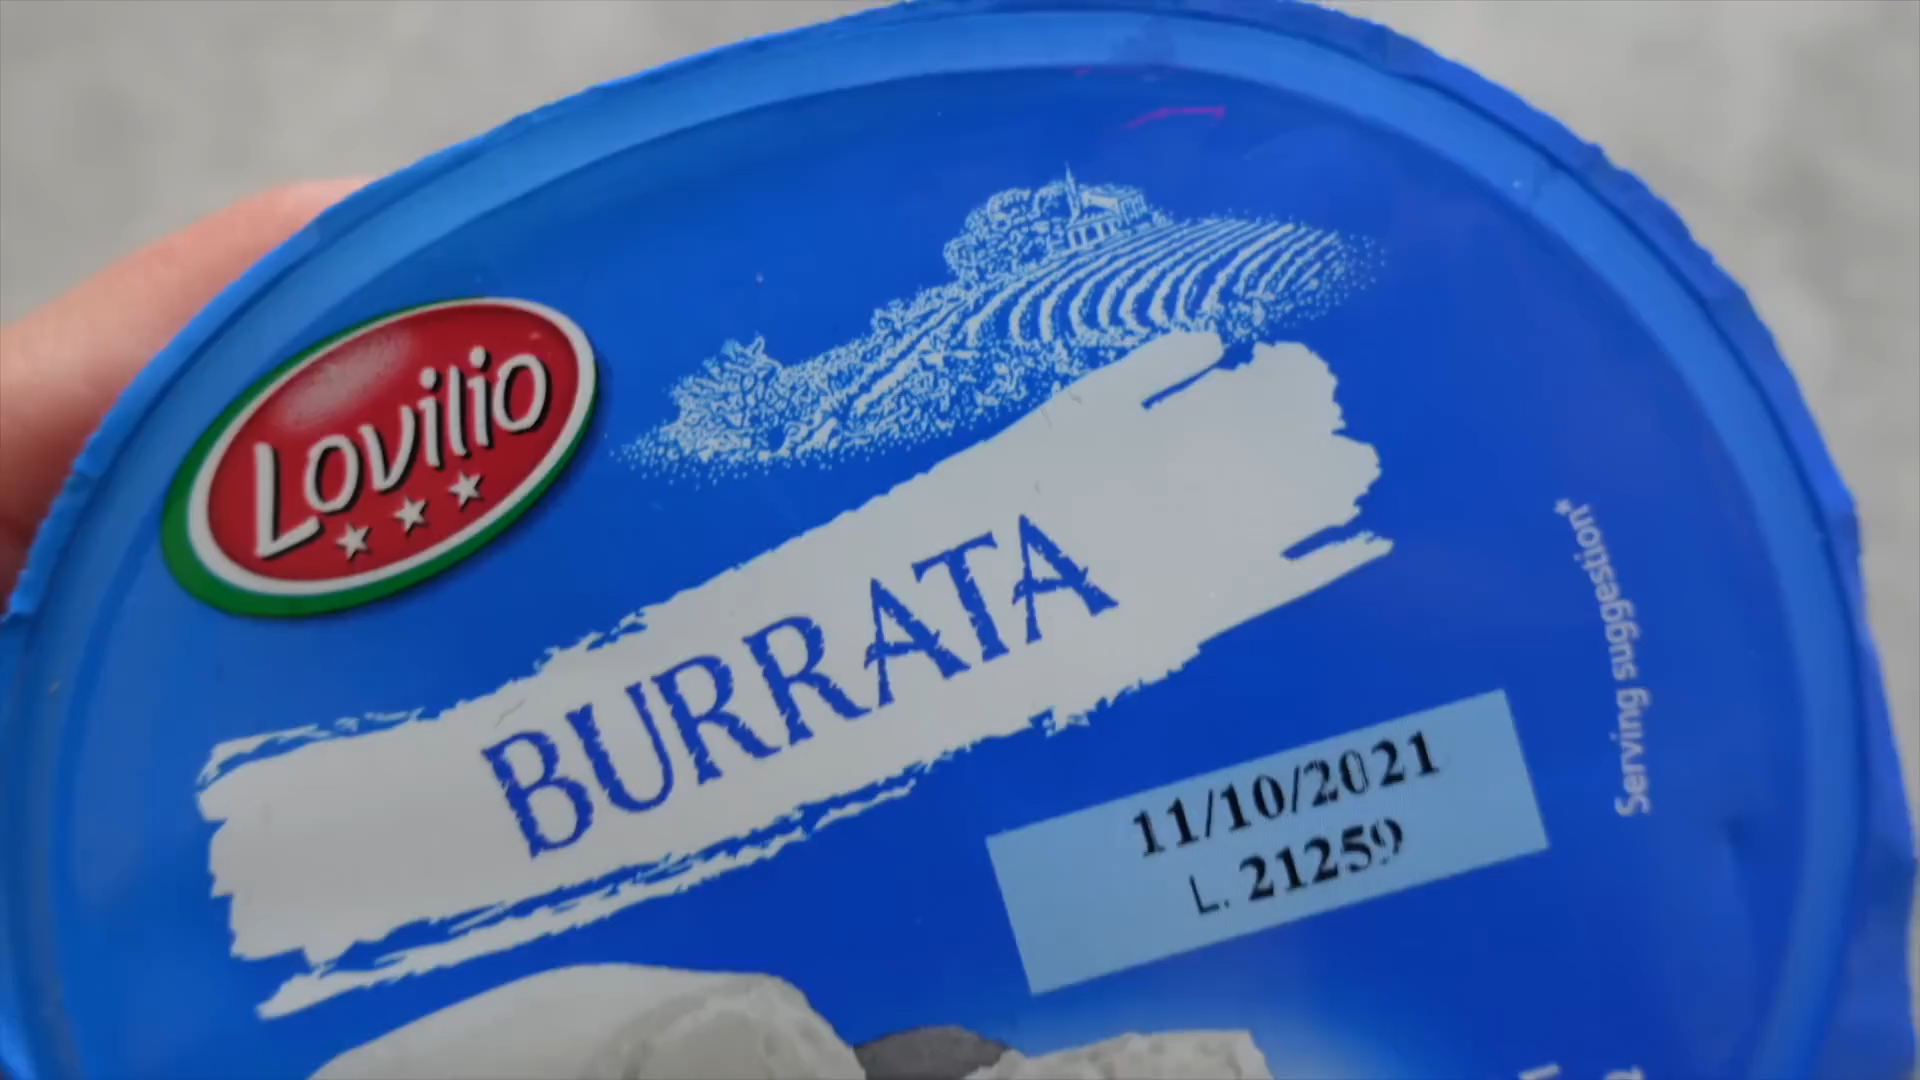 Lovilio
BURRATA
11/10/2021
L. 21259
Serving suggestion*